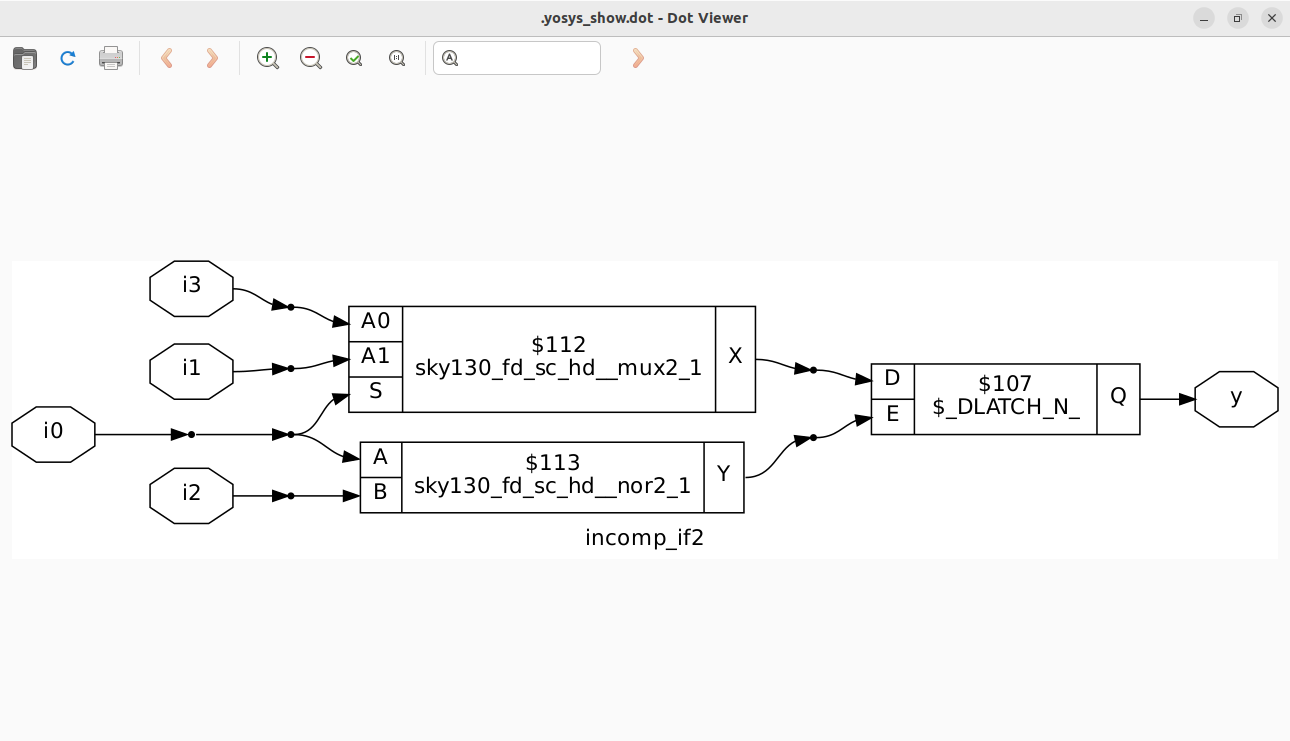 .yosys_show.dot - Dot Viewer
i3
i1
i0
i2
A0
A1
S
$112
sky130_fd_sc_hd__mux2_1
X
A
B
$113
sky130_fd_sc_hd__nor2_1
Y
D
E
$107
$_DLATCH_N_
Q
y
incomp_if2